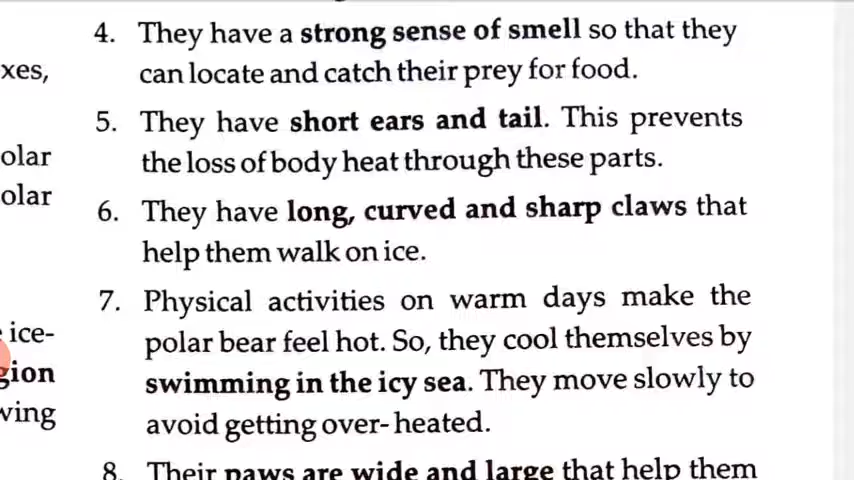 4. They have a strong sense of smell so that they
can locate and catch their prey for food.
5. They have short ears and tail. This prevents
the loss of body heat through these parts.
6. They have long, curved and sharp claws that
help them walk on ice.
7. Physical activities on warm days make the
polar bear feel hot. So, they cool themselves by
swimming in the icy sea. They move slowly to
avoid getting over-heated.
8. Their paws are wide and large that help them
xes,
olar
olar
ice-
gion
wing